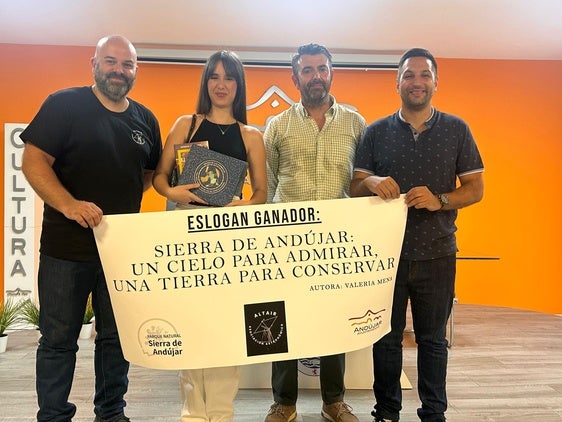 CULTURA
ESLOGAN GANADOR:
SIERRA DE ANDÚJAR:
UN CIELO PARA ADMIRAR,
UNA TIERRA PARA CONSERVAR
AUTORA: VALERIA MENA
PARQUE NATURAL
Sierra de
Andújar
ALTAIR
ANDÚJAR